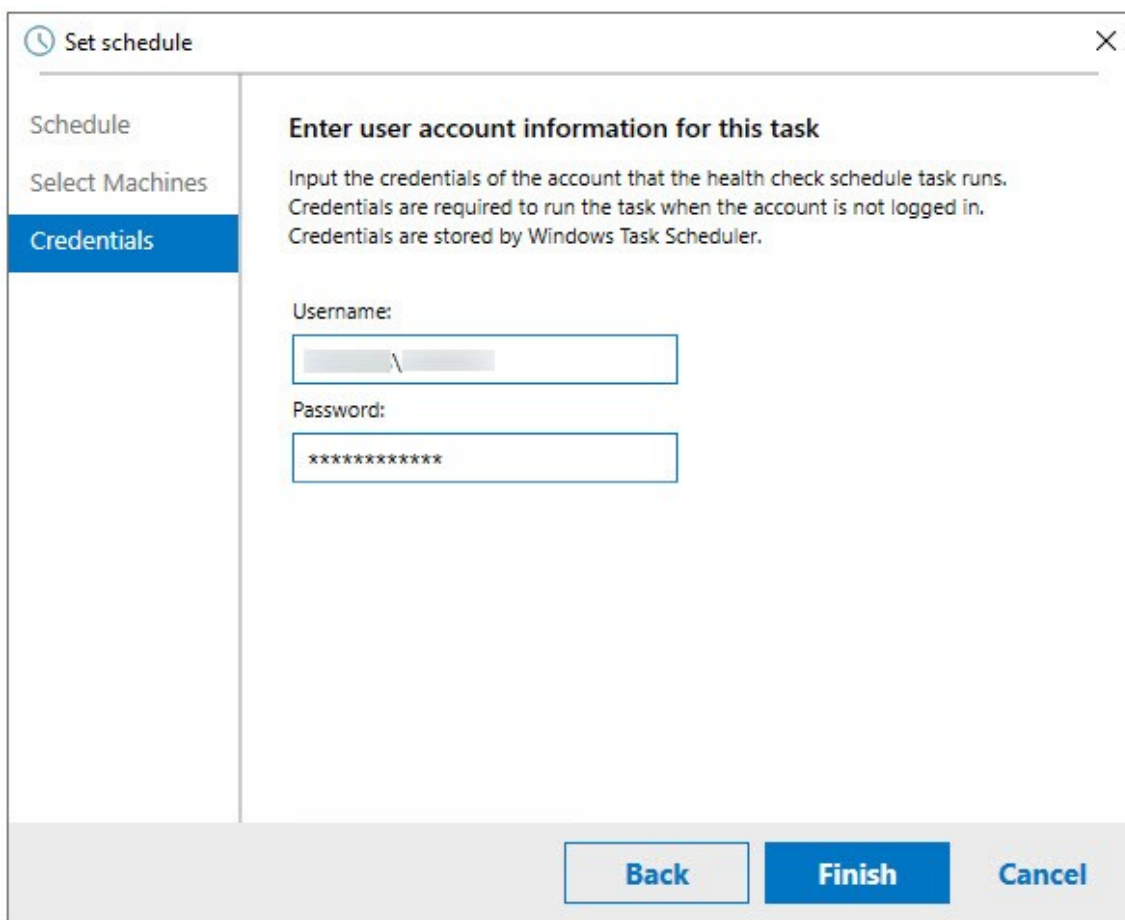 Set schedule
Schedule
Select Machines
Credentials
Enter user account information for this task
Input the credentials of the account that the health check schedule task runs.
Credentials are required to run the task when the account is not logged in.
Credentials are stored by Windows Task Scheduler.
Username:
\
Password:
************
Back
Finish
Cancel